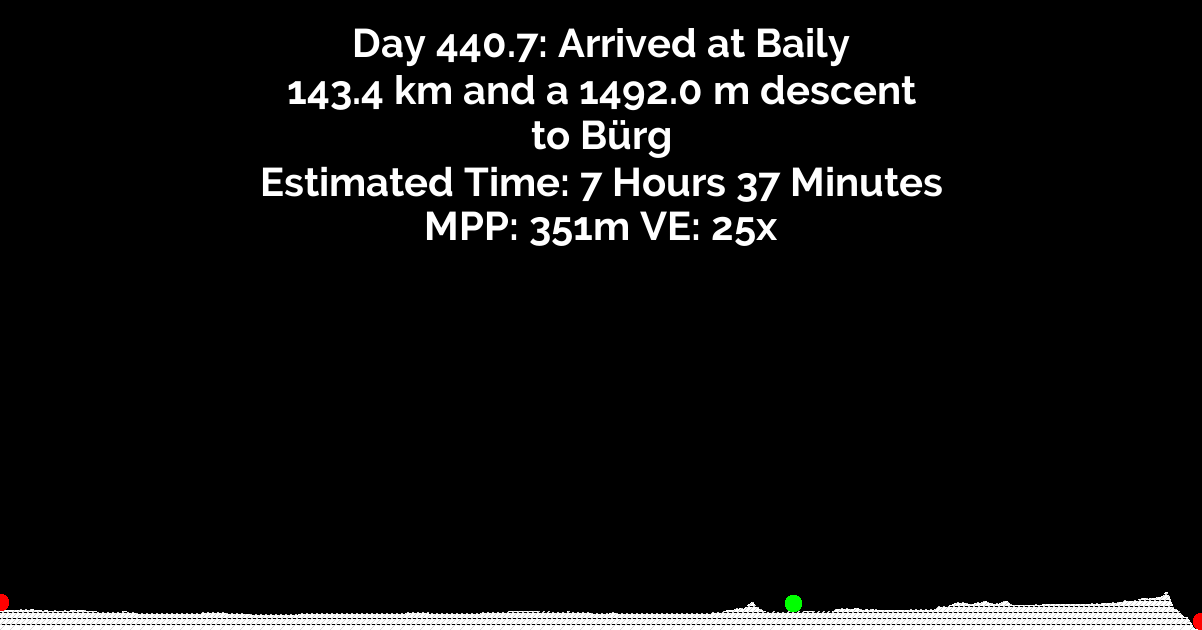 Day 440.7: Arrived at Baily
143.4 km and a 1492.0 m descent
to Bürg
Estimated Time: 7 Hours 37 Minutes
MPP: 351m VE: 25x